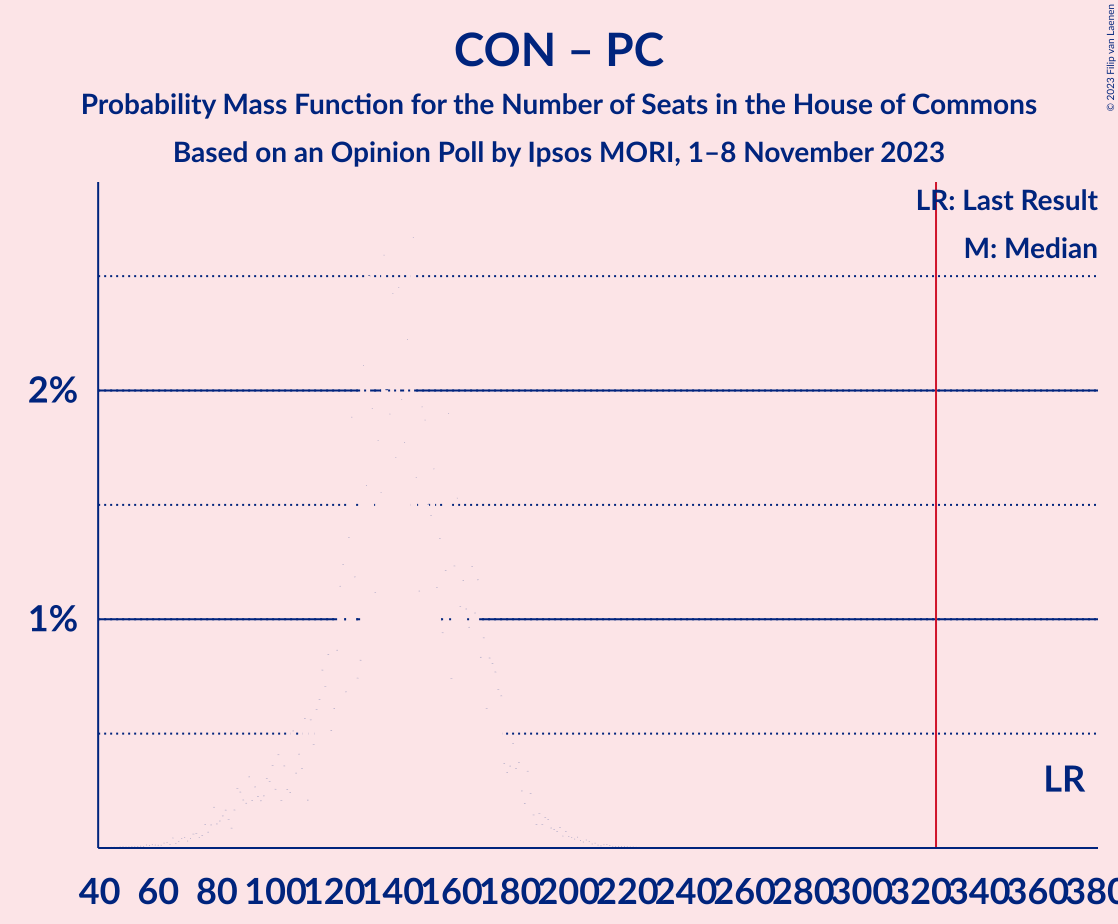 CON – PC
Probability Mass Function for the Number of Seats in the House of Commons
Based on an Opinion Poll by Ipsos MORI, 1–8 November 2023
© 2023 Filip van Laenen
LR: Last Result
M: Median
2%
1%
LR
40 60 80 100 120 140 160 180 200 220 240 260 280 300 320 340 360 380